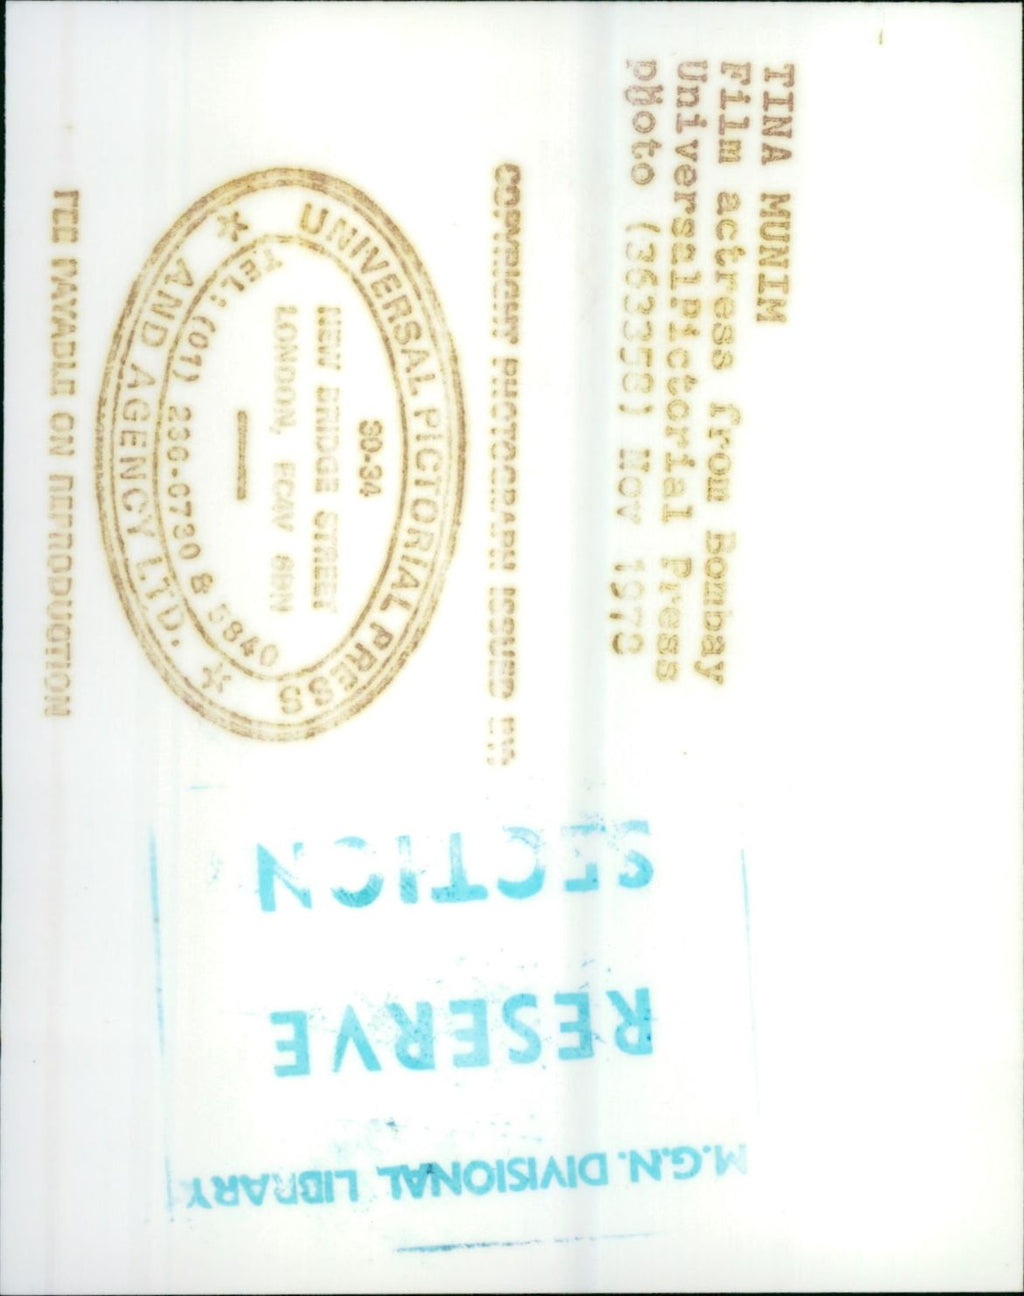 TINA MUNIM
Film actress from Bombay
UniversalPictorial Press
Photo (36335G) Nov 1978
COPYRIGHT PHOTOGRAPH ISSUED BY
UNIVERSAL PICTORIAL PRESS
30-34
NEW BRIDGE STREET
LONDON, EC4V 6BN
TEL: (01) 236-0730 & 5840
AND AGENCY LTD.
FEE PAYABLE ON REPRODUCTION
M.G.N. DIVISIONAL LIBRARY
RESERVE
SECTION